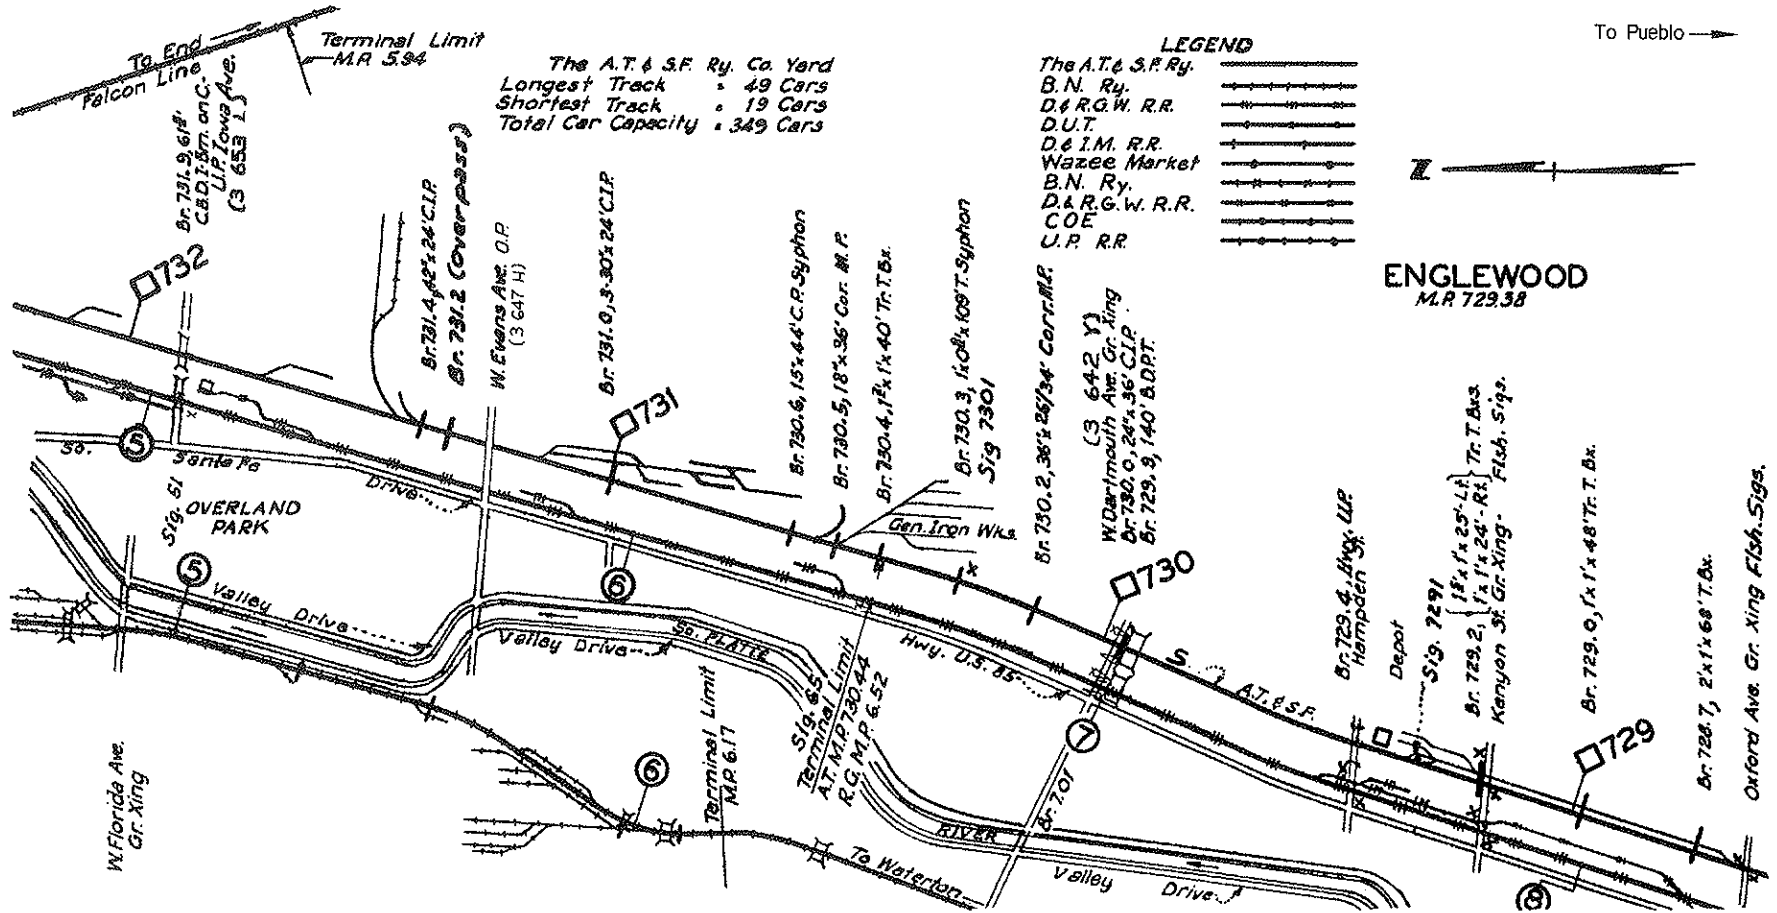 To Pueblo
To End
Falcon Line
Terminal Limit
M.P. 5.94
The A.T. & S.F. Ry. Co. Yard
Longest Track = 49 Cars
Shortest Track = 19 Cars
Total Car Capacity = 349 Cars
LEGEND
The A.T. & S.F. Ry.
B.N. Ry.
D. & R.G.W. R.R.
D.U.T.
D. & I.M. R.R.
Wazee Market
B.N. Ry.
D. & R.G.W. R.R.
COE
U.P. R.R.
Z
ENGLEWOOD
M.P. 729.38
C.B.D. I-Bm. on C.
U.P. Iowa Ave.
(3 653 L)
732
Br. 731.4, 42"x 24' C.I.P.
Br. 731.2 (Overpass)
W. Evans Ave. O.P.
(3 647 H)
Br. 731.0, 3-30"x 24' C.I.P.
731
Br. 730.6, 15"x 44' C.P. Syphon
Br. 730.5, 18"x 36' Cor. M.P.
Br. 730.4, 1'x 40' Tr. T. Bx.
Br. 730.3, T. Syphon
Sig 7301
Gen. Iron Wks.
Br. 730.2, 36"x 26/34' Corr. M.P.
(3 642 Y)
W. Dartmouth Ave. Gr. Xing
Br. 730.0, 24"x 36' C.I.P.
Br. 729.9, 140' B.D.P.T.
730
Br. 729.4, Hwy. U.P.
Hampden St.
Depot
Sig. 7291
Br. 729.2, 1'x 25'-Lt. 1'x 1'x 24'-Rt. Tr. T. Bxs.
Kenyon St. Gr. Xing - Flsh. Sigs.
Br. 729.0, 1'x 1'x 48' Tr. T. Bx.
729
Br. 728.7, 2'x 1'x 68' T. Bx.
Oxford Ave. Gr. Xing Flsh. Sigs.
5
So. Santa Fe Drive
Sig. 51
OVERLAND
PARK
5
Valley Drive
6
Valley Drive
So. PLATTE
Hwy. U.S. 85
S
A.T. & S.F.
Sig. 65
Terminal Limit
A.T. M.P. 730.44
R.G. M.P. 6.52
7
Br. 7.01
W. Florida Ave.
Gr. Xing
6
Terminal Limit
M.P. 6.17
To Waterton
RIVER
Valley Drive
8